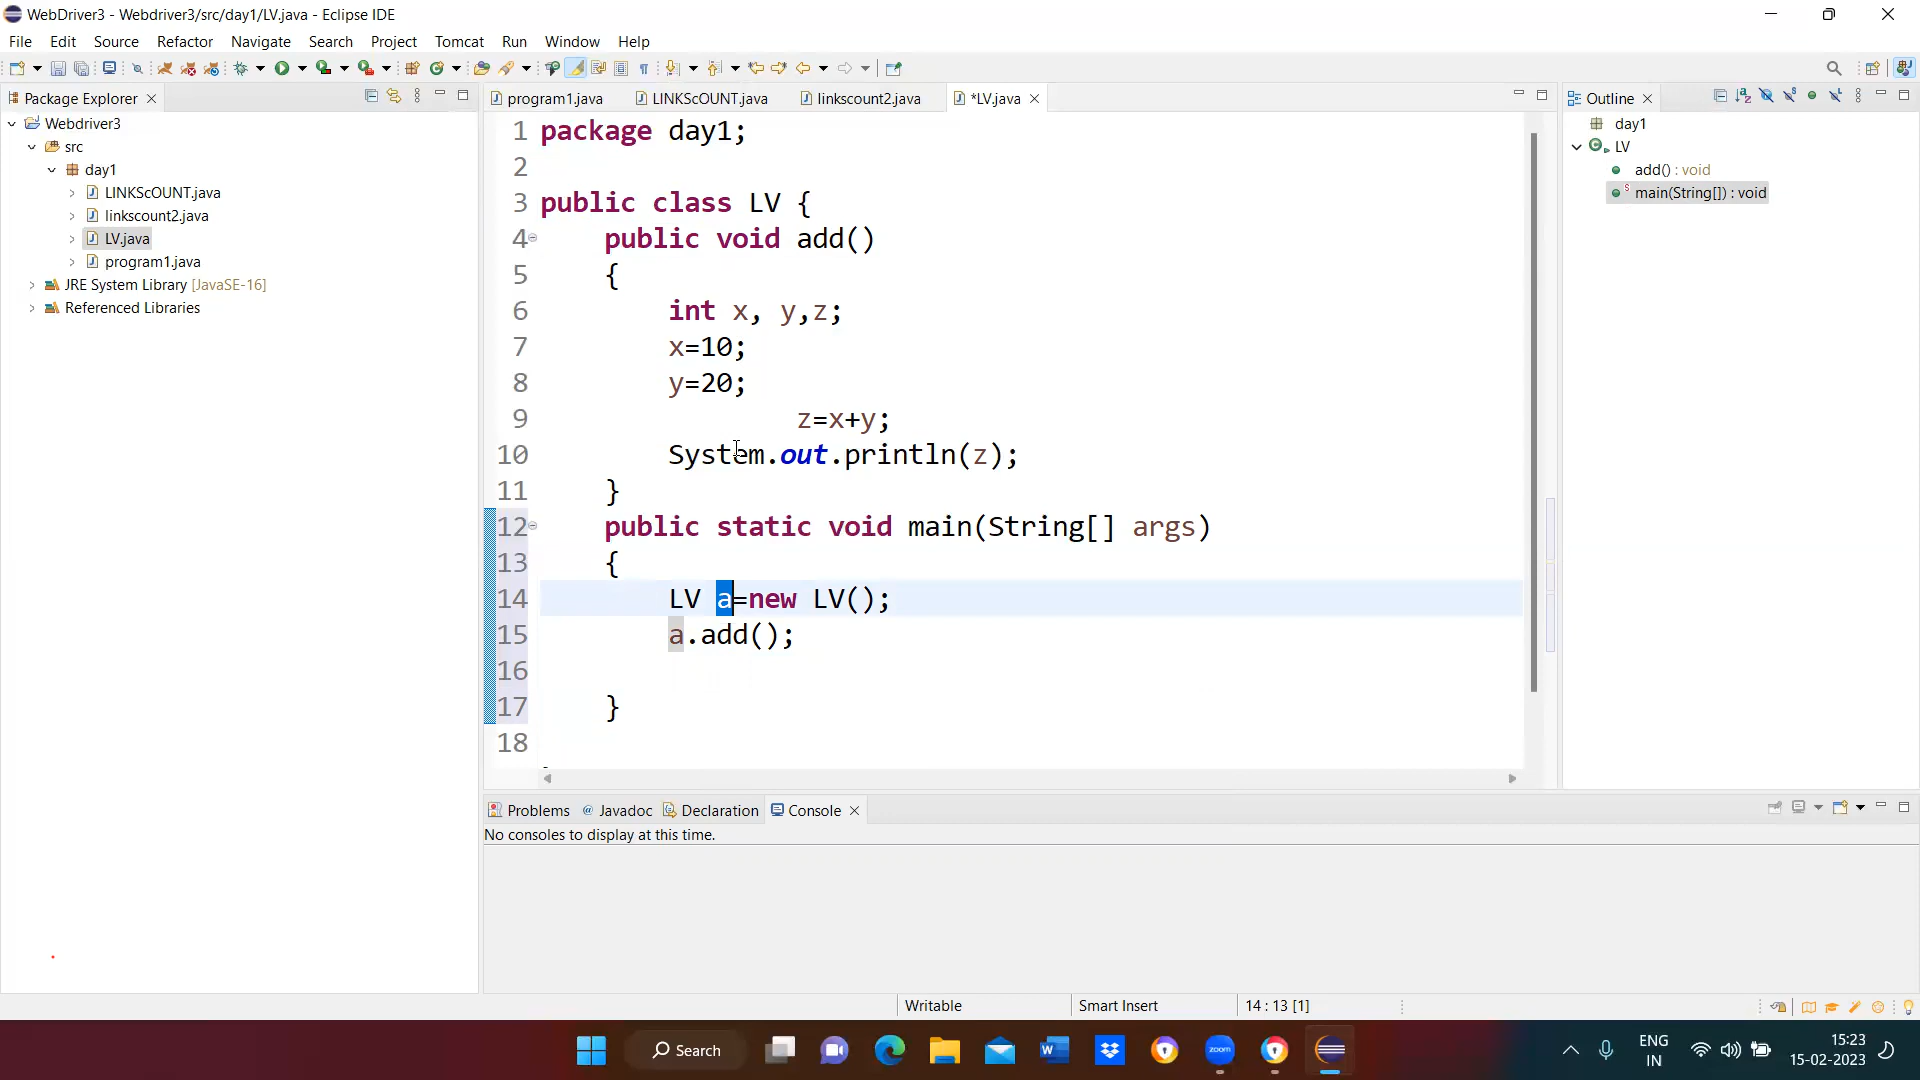 WebDriver3 - Webdriver3/src/day1/LV.java - Eclipse IDE
File Edit Source Refactor Navigate Search Project Tomcat Run Window Help
Package Explorer
Webdriver3
src
day1
LINKScOUNT.java
linkscount2.java
LV.java
program1.java
JRE System Library [JavaSE-16]
Referenced Libraries
program1.java LINKScOUNT.java linkscount2.java *LV.java
1 package day1;
2
3 public class LV {
4 public void add()
5 {
6 int x, y,z;
7 x=10;
8 y=20;
9 z=x+y;
10 System.out.println(z);
11 }
12 public static void main(String[] args)
13 {
14 LV a=new LV();
15 a.add();
16
17 }
18
Outline
day1
LV
add() : void
main(String[]) : void
Problems @ Javadoc Declaration Console
No consoles to display at this time.
Writable Smart Insert 14 : 13 [1]
Search
zoom
ENG
IN
15:23
15-02-2023